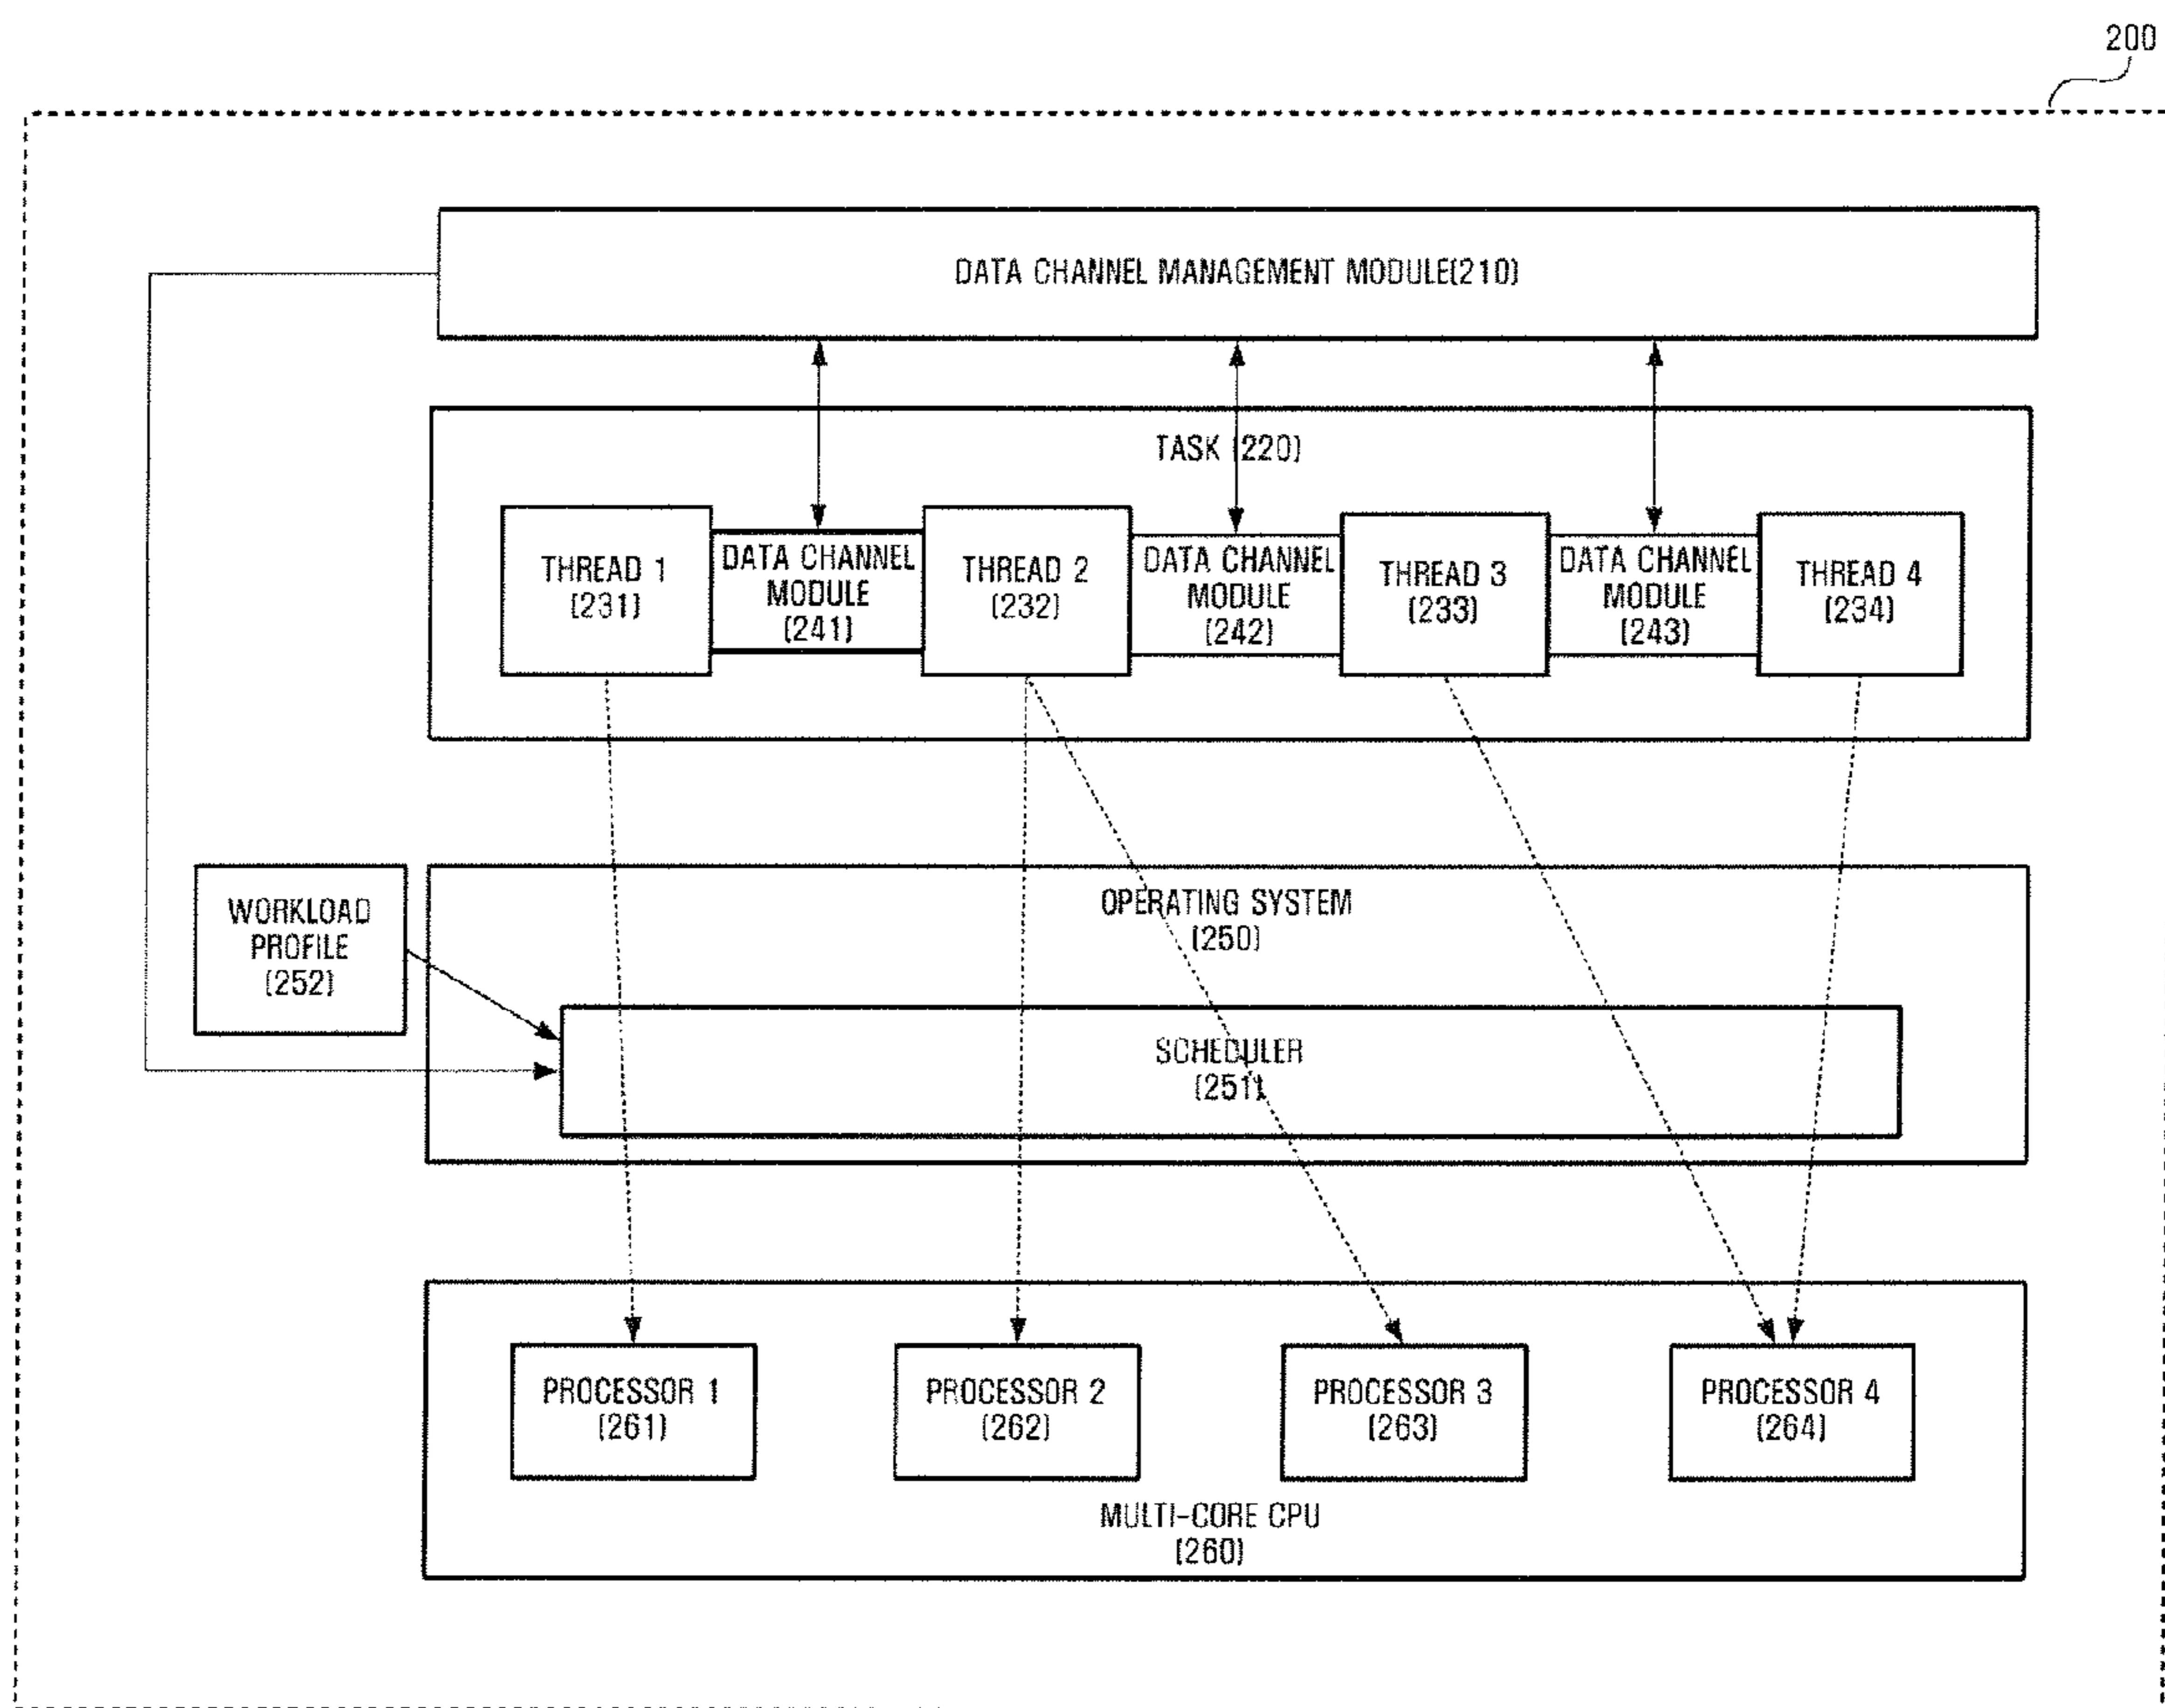 200
DATA CHANNEL MANAGEMENT MODULE(210)
TASK (220)
THREAD 1
(231)
DATA CHANNEL
MODULE
(241)
THREAD 2
(232)
DATA CHANNEL
MODULE
(242)
THREAD 3
(233)
DATA CHANNEL
MODULE
(243)
THREAD 4
(234)
WORKLOAD
PROFILE
(252)
OPERATING SYSTEM
(250)
SCHEDULER
(251)
PROCESSOR 1
(261)
PROCESSOR 2
(262)
PROCESSOR 3
(263)
PROCESSOR 4
(264)
MULTI-CORE CPU
(260)